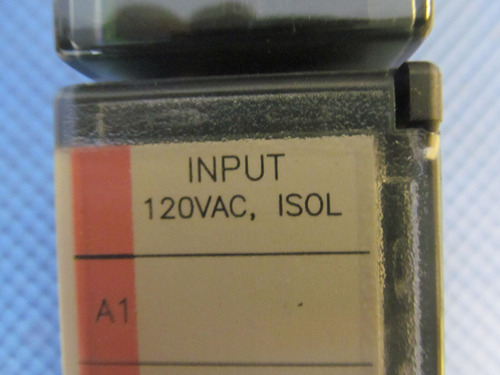 INPUT
120VAC, ISOL
A1